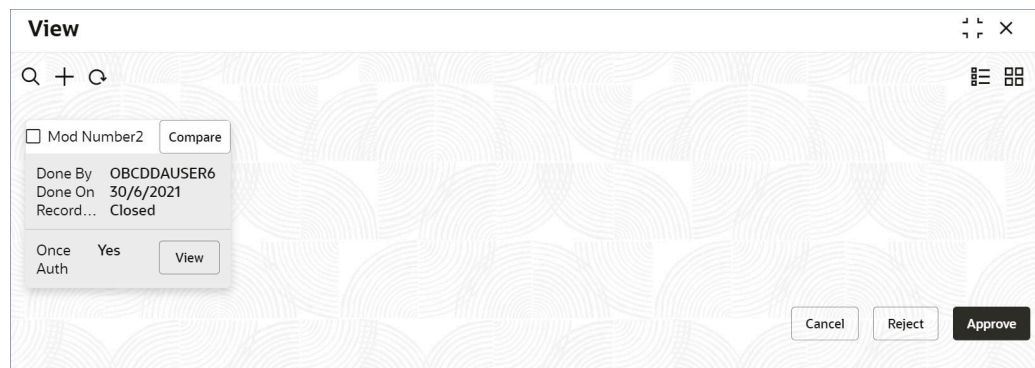 View
Mod Number2 Compare
Done By OBCDDAUSER6
Done On 30/6/2021
Record... Closed
Once Auth Yes View
Cancel Reject Approve